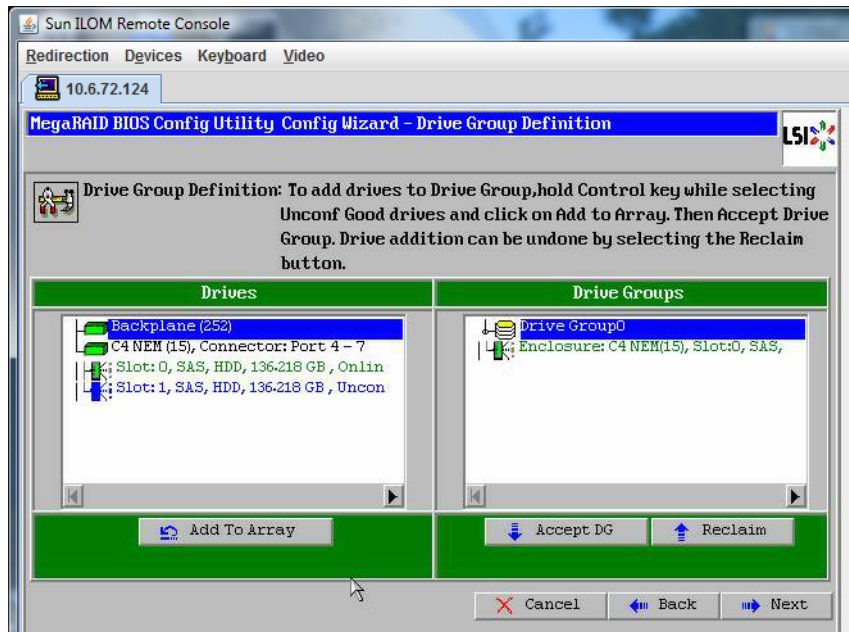 Sun ILOM Remote Console
Redirection Devices Keyboard Video
10.6.72.124
MegaRAID BIOS Config Utility Config Wizard – Drive Group Definition
LSI
Drive Group Definition: To add drives to Drive Group,hold Control key while selecting
Unconf Good drives and click on Add to Array. Then Accept Drive
Group. Drive addition can be undone by selecting the Reclaim
button.
Drives
Backplane (252)
C4 NEM (15), Connector: Port 4 – 7
Slot: 0, SAS, HDD, 136.218 GB , Onlin
Slot: 1, SAS, HDD, 136.218 GB , Uncon
Add To Array
Drive Groups
Drive Group0
Enclosure: C4 NEM(15), Slot:0, SAS,
Accept DG
Reclaim
Cancel
Back
Next